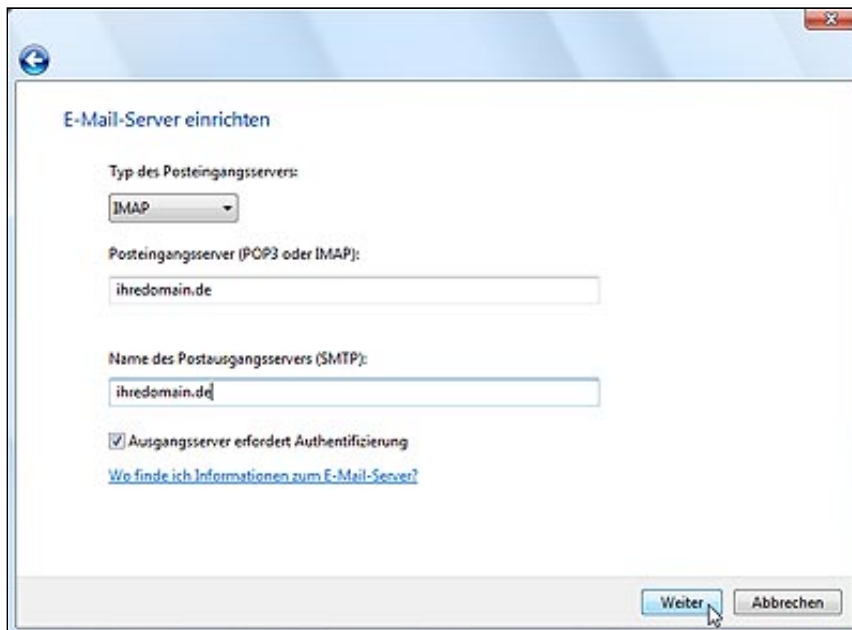 E-Mail-Server einrichten
Typ des Posteingangsservers:
IMAP
Posteingangsserver (POP3 oder IMAP):
ihredomain.de
Name des Postausgangsservers (SMTP):
ihredomain.de
Ausgangsserver erfordert Authentifizierung
Wo finde ich Informationen zum E-Mail-Server?
Weiter Abbrechen